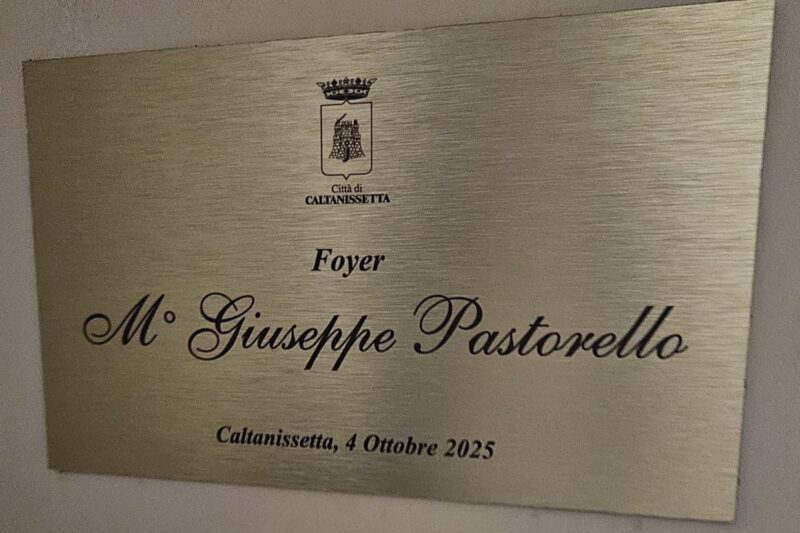 Città di
CALTANISSETTA
Foyer
M° Giuseppe Pastorello
Caltanissetta, 4 Ottobre 2025